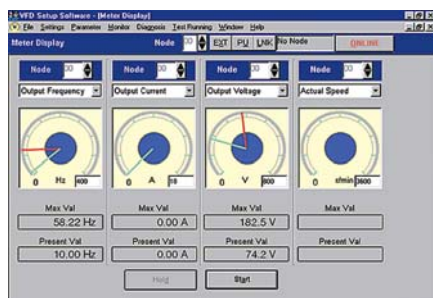 VFD Setup Software - [Meter Display]
File Settings Parameter Monitor Diagnosis Test Running Window Help
Meter Display Node 00 EXT PU LNK No Node ONLINE
Node 00 Node 00 Node 00 Node 00
Output Frequency Output Current Output Voltage Actual Speed
0 Hz 400 0 A 10 0 V 800 0 r/min 3600
Max Val Max Val Max Val Max Val
58.22 Hz 0.00 A 182.5 V
Present Val Present Val Present Val Present Val
10.00 Hz 0.00 A 74.2 V
Hold Start